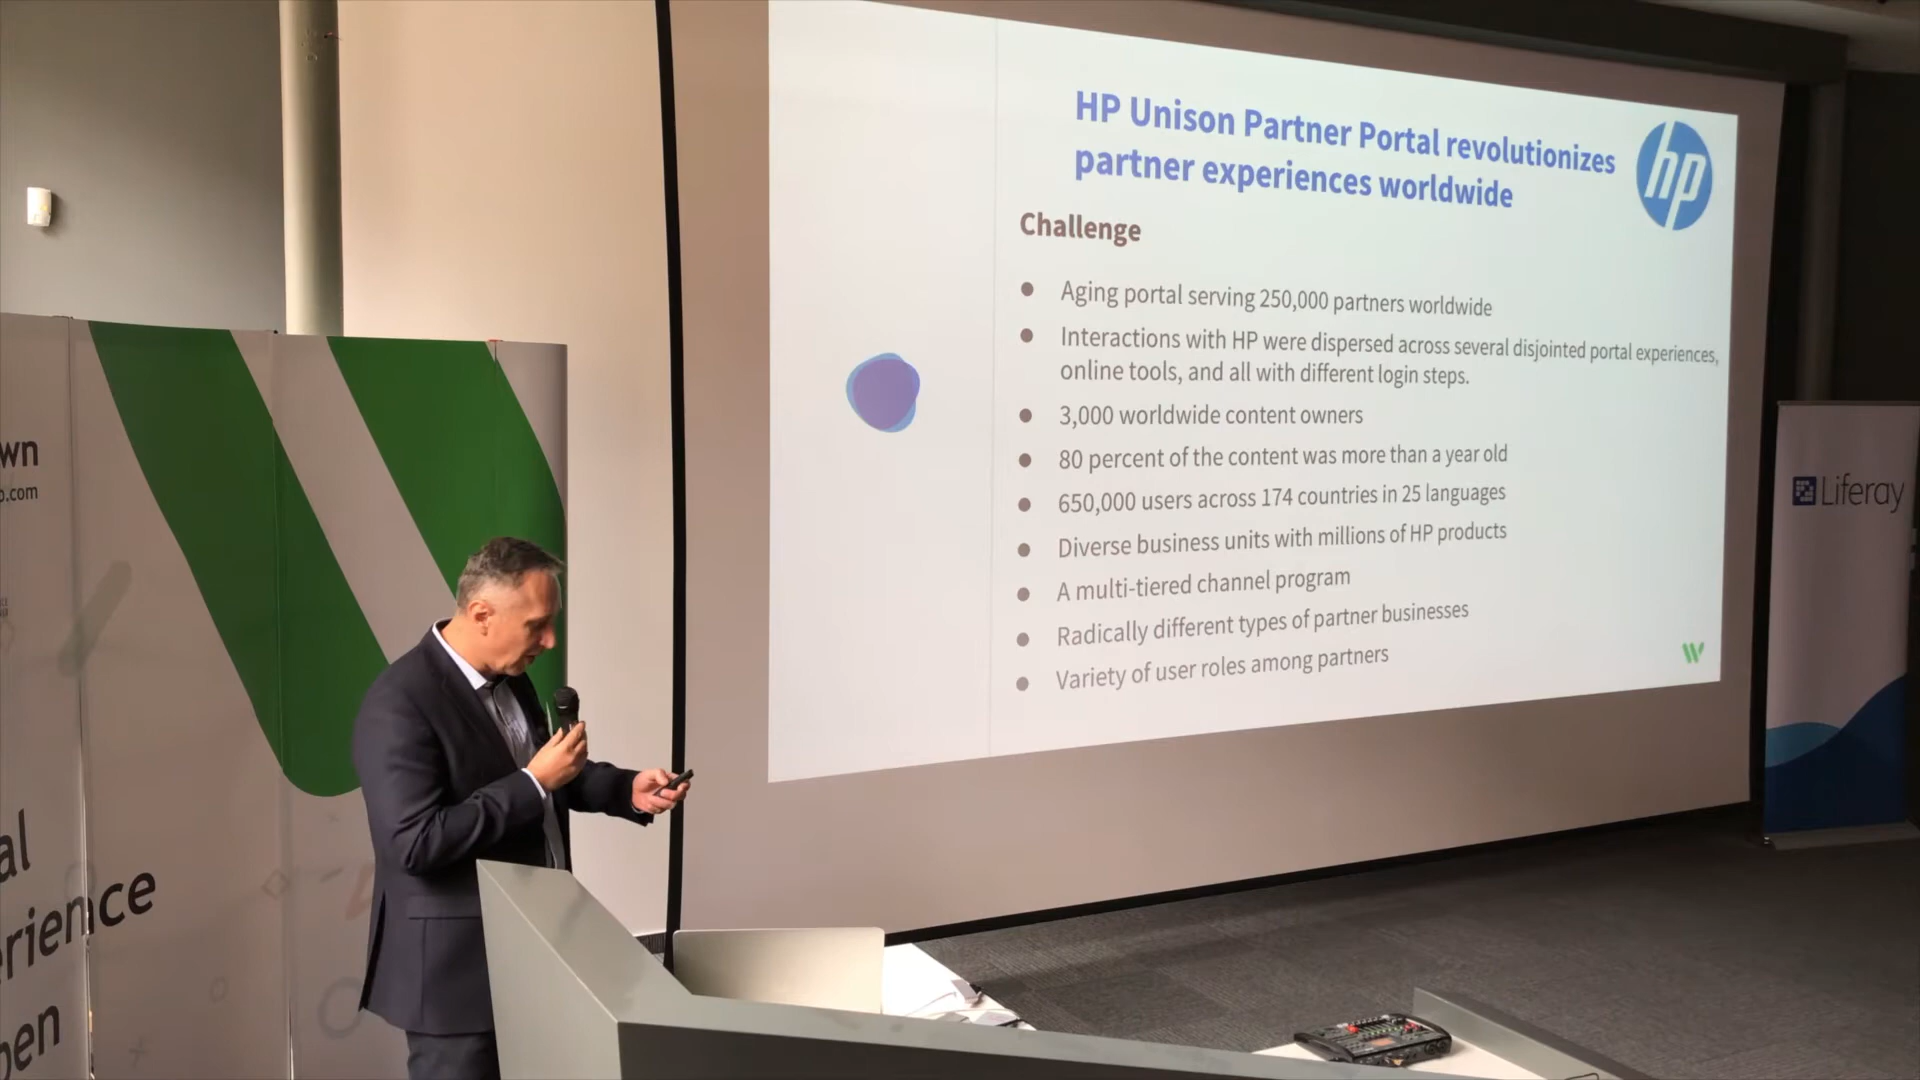 HP Unison Partner Portal revolutionizes
partner experiences worldwide
hp
Challenge
Aging portal serving 250,000 partners worldwide
Interactions with HP were dispersed across several disjointed portal experiences,
online tools, and all with different login steps.
3,000 worldwide content owners
80 percent of the content was more than a year old
650,000 users across 174 countries in 25 languages
Diverse business units with millions of HP products
A multi-tiered channel program
Radically different types of partner businesses
Variety of user roles among partners
Liferay
wn
o.com
al
erience
pen